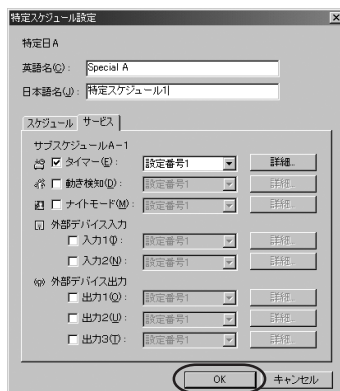 特定スケジュール設定
特定日A
英語名(C): Special A
日本語名(J): 特定スケジュール1
スケジュール サービス
サブスケジュールA-1
タイマー(E): 設定番号1 詳細...
動き検知(D): 設定番号1 詳細...
ナイトモード(M): 設定番号1 詳細...
外部デバイス入力
入力1(I): 設定番号1 詳細...
入力2(N): 設定番号1 詳細...
外部デバイス出力
出力1(O): 設定番号1 詳細...
出力2(U): 設定番号1 詳細...
出力3(T): 設定番号1 詳細...
OK キャンセル